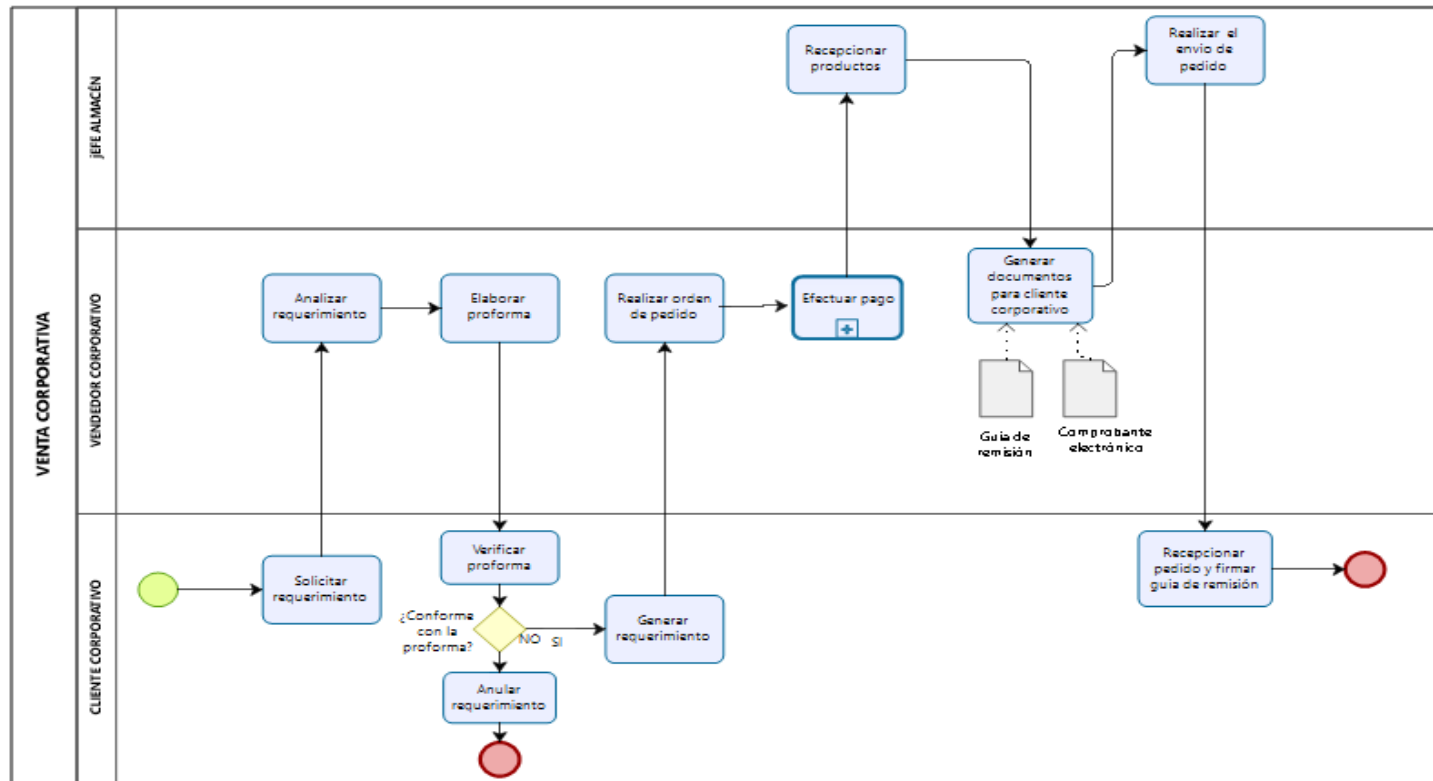 VENTA CORPORATIVA
jEFE ALMACÉN
Recepcionar
productos
Realizar el
envio de
pedido
VENDEDOR CORPORATIVO
Analizar
requerimiento
Elaborar
proforma
Realizar orden
de pedido
Efectuar pago
Generar
documentos
para cliente
corporativo
Guia de
remisión
Comprobante
electrónico
CLIENTE CORPORATIVO
Solicitar
requerimiento
Verificar
proforma
¿Conforme
con la
proforma?
NO
SI
Generar
requerimiento
Anular
requerimiento
Recepcionar
pedido y firmar
guia de remisión